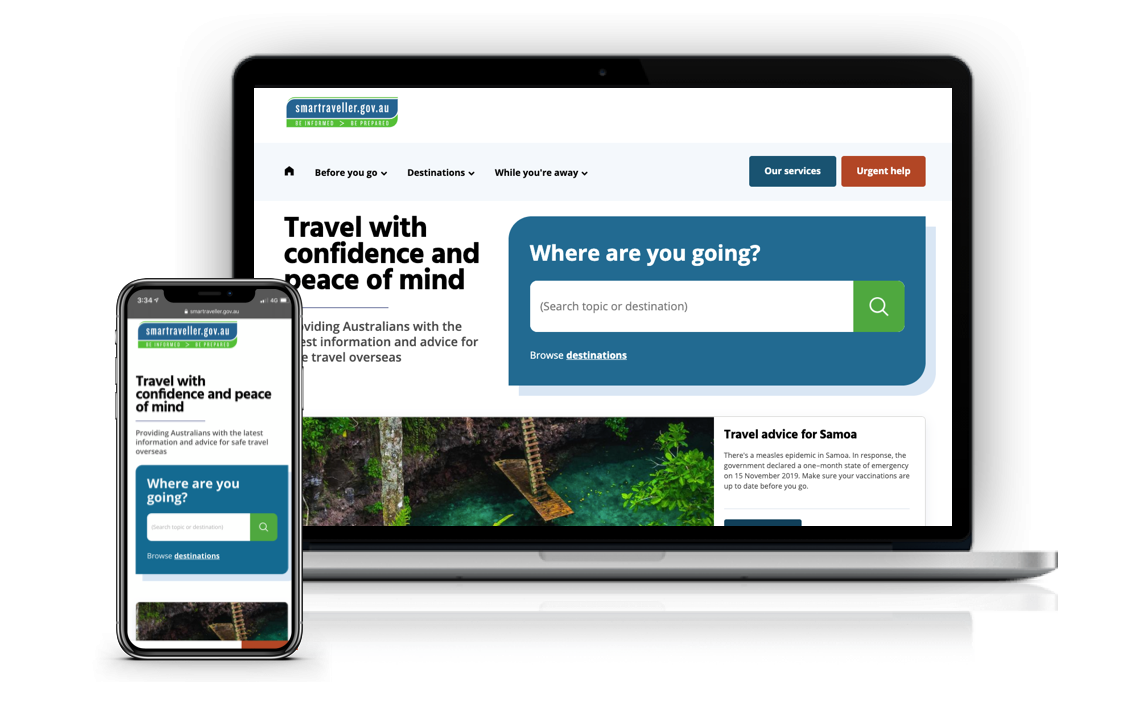 smartraveller.gov.au
BE INFORMED > BE PREPARED
Before you go
Destinations
While you're away
Our services
Urgent help
Travel with
confidence and
peace of mind
oviding Australians with the
est information and advice for
e travel overseas
Where are you going?
(Search topic or destination)
Browse destinations
Travel advice for Samoa
There's a measles epidemic in Samoa. In response, the
government declared a one-month state of emergency
on 15 November 2019. Make sure your vaccinations are
up to date before you go.
3:34
4G
smartraveller.gov.au
smartraveller.gov.au
BE INFORMED > BE PREPARED
Travel with
confidence and peace
of mind
Providing Australians with the latest
information and advice for safe travel
overseas
Where are you
going?
(Search topic or destination)
Browse destinations